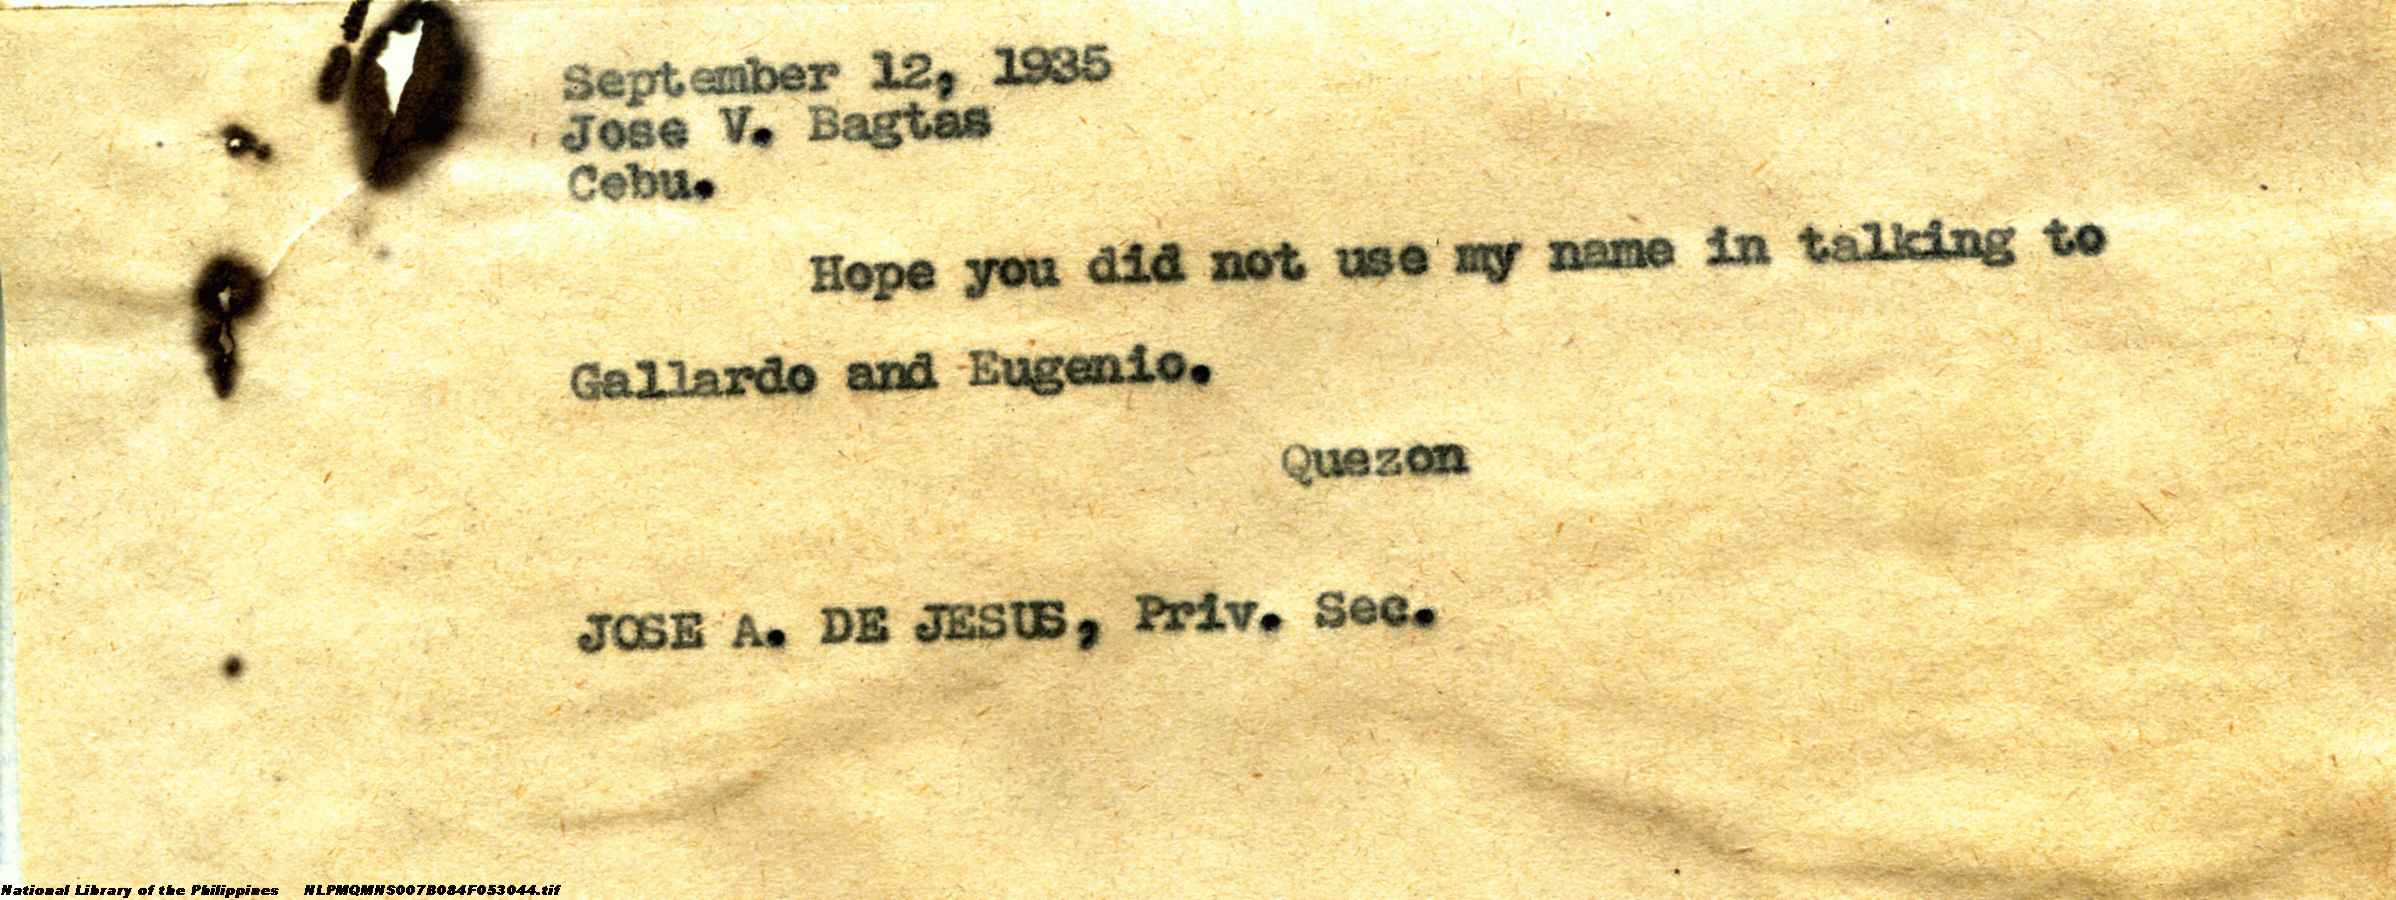 September 12, 1935
Jose V. Bagtas
Cebu.
Hope you did not use my name in talking to
Gallardo and Eugenio.
Quezon
JOSE A. DE JESUS, Priv. Sec.
National Library of the Philippines NLPMQMNS007B084F053044.tif